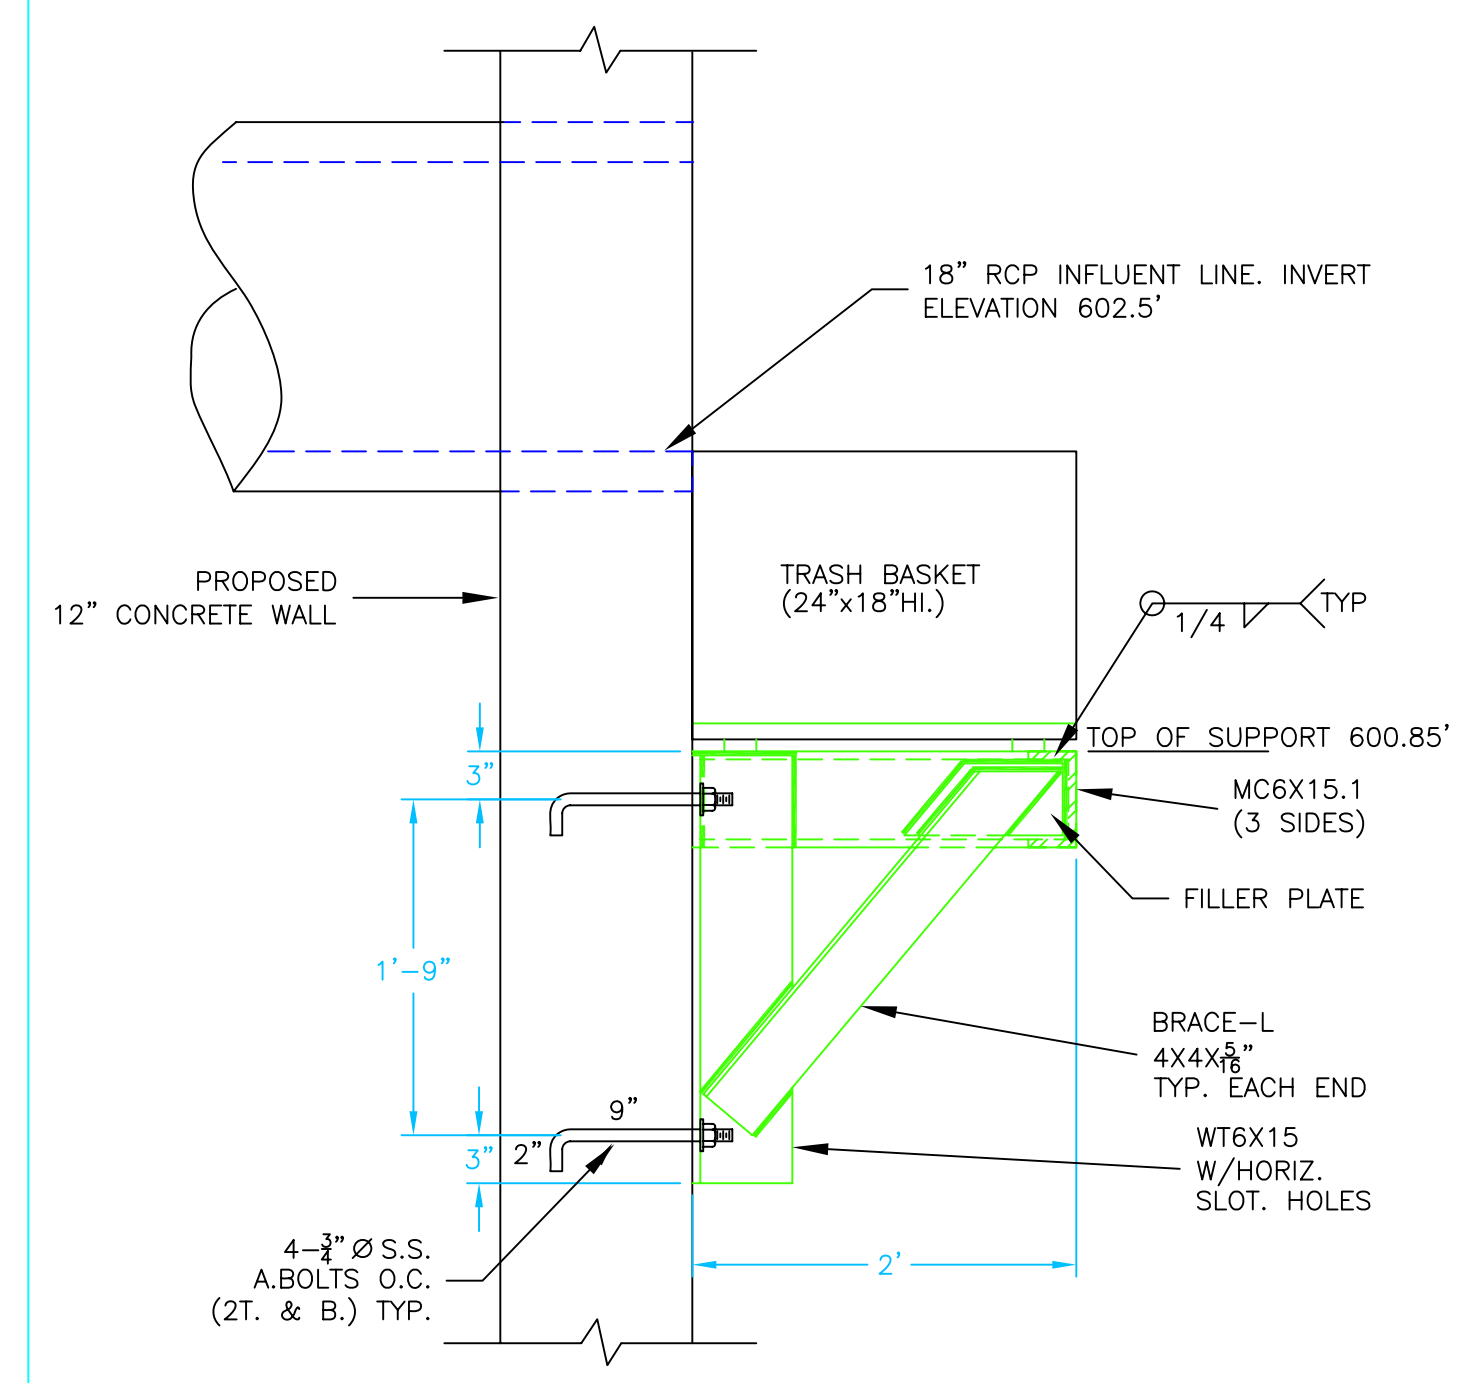 18” RCP INFLUENT LINE. INVERT
ELEVATION 602.5’
PROPOSED
12” CONCRETE WALL
TRASH BASKET
(24”x18”HI.)
1/4
TYP
TOP OF SUPPORT 600.85’
3”
MC6X15.1
(3 SIDES)
FILLER PLATE
1’–9”
BRACE–L
4X4X5/16”
TYP. EACH END
9”
2”
3”
WT6X15
W/HORIZ.
SLOT. HOLES
4–3/4” Ø S.S.
A.BOLTS O.C.
(2T. & B.) TYP.
2’